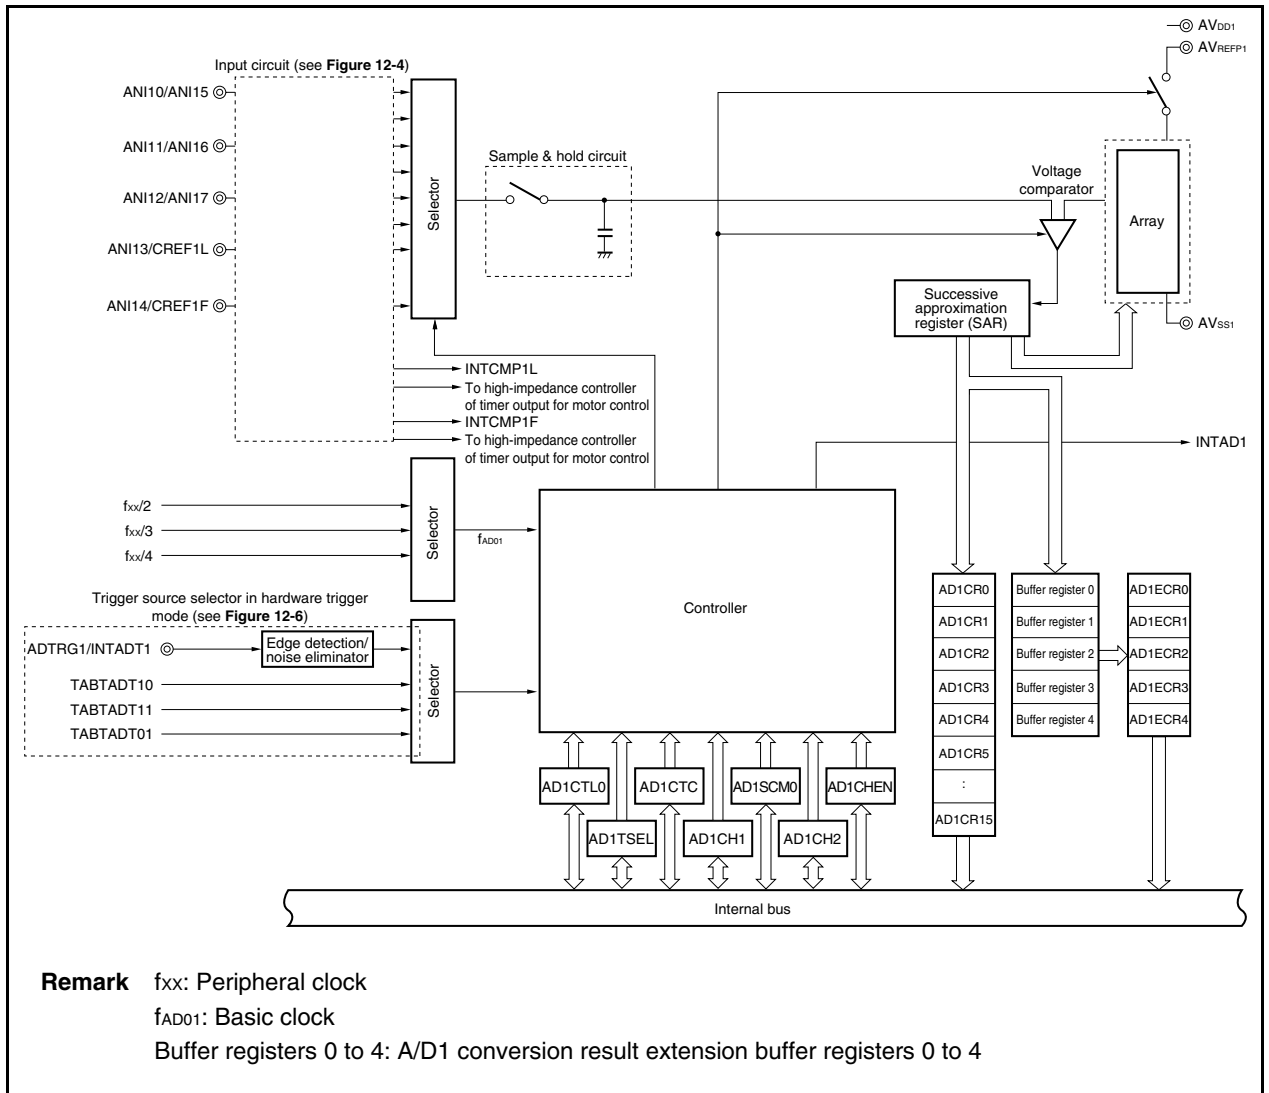 AVDD1
AVREFP1
Input circuit (see Figure 12-4)
ANI10/ANI15
ANI11/ANI16
ANI12/ANI17
ANI13/CREF1L
ANI14/CREF1F
Selector
Sample & hold circuit
Voltage
comparator
Array
Successive
approximation
register (SAR)
AVSS1
INTCMP1L
To high-impedance controller
of timer output for motor control
INTCMP1F
To high-impedance controller
of timer output for motor control
INTAD1
fxx/2
fxx/3
fxx/4
Selector
fAD01
Controller
Trigger source selector in hardware trigger
mode (see Figure 12-6)
ADTRG1/INTADT1
Edge detection/
noise eliminator
TABTADT10
TABTADT11
TABTADT01
Selector
AD1CR0
AD1CR1
AD1CR2
AD1CR3
AD1CR4
AD1CR5
:
AD1CR15
Buffer register 0
Buffer register 1
Buffer register 2
Buffer register 3
Buffer register 4
AD1ECR0
AD1ECR1
AD1ECR2
AD1ECR3
AD1ECR4
AD1CTL0
AD1CTC
AD1SCM0
AD1CHEN
AD1TSEL
AD1CH1
AD1CH2
Internal bus
Remark fxx: Peripheral clock
fAD01: Basic clock
Buffer registers 0 to 4: A/D1 conversion result extension buffer registers 0 to 4